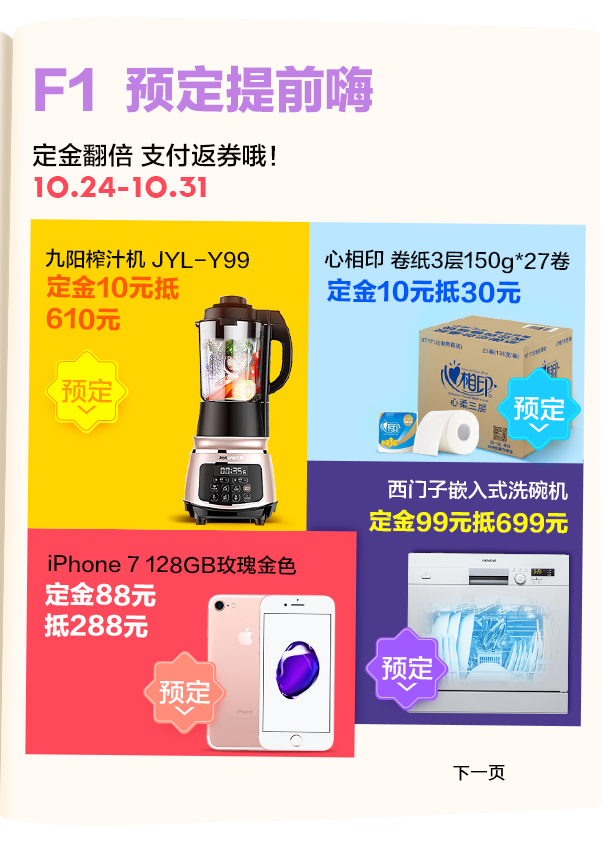 F1 预定提前嗨
定金翻倍 支付返券哦！
10.24-10.31
九阳榨汁机 JYL-Y99
定金10元抵
610元
预定
心相印 卷纸3层150g*27卷
定金10元抵30元
心相印
心柔三层
预定
西门子嵌入式洗碗机
定金99元抵699元
SIEMENS
预定
iPhone 7 128GB玫瑰金色
定金88元
抵288元
iPhone
预定
下一页